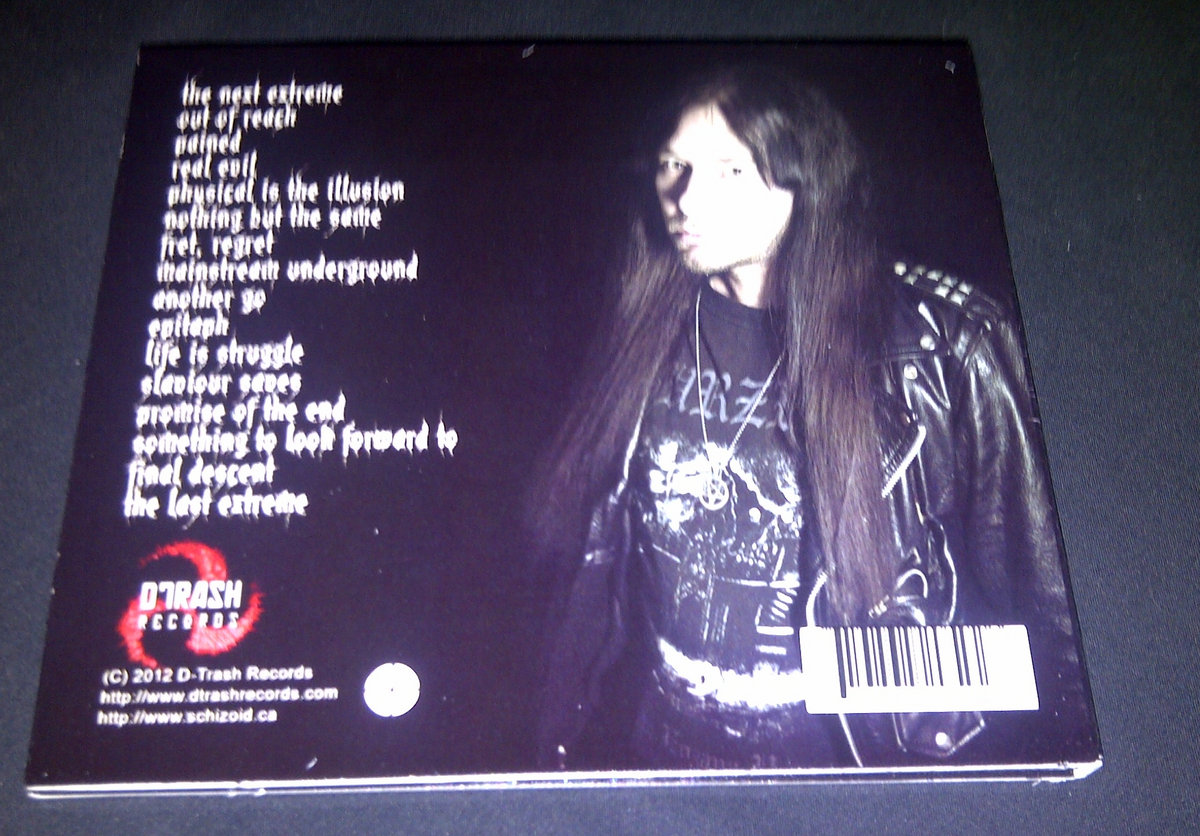 the next extreme
out of reach
pained
real evil
physical is the illusion
nothing but the same
fret, regret
mainstream underground
another go
epitaph
life is struggle
slaviour saves
promise of the end
something to look forward to
final descent
the last extreme
DTRASH
RECORDS
(C) 2012 D-Trash Records
http://www.dtrashrecords.com
http://www.schizoid.ca